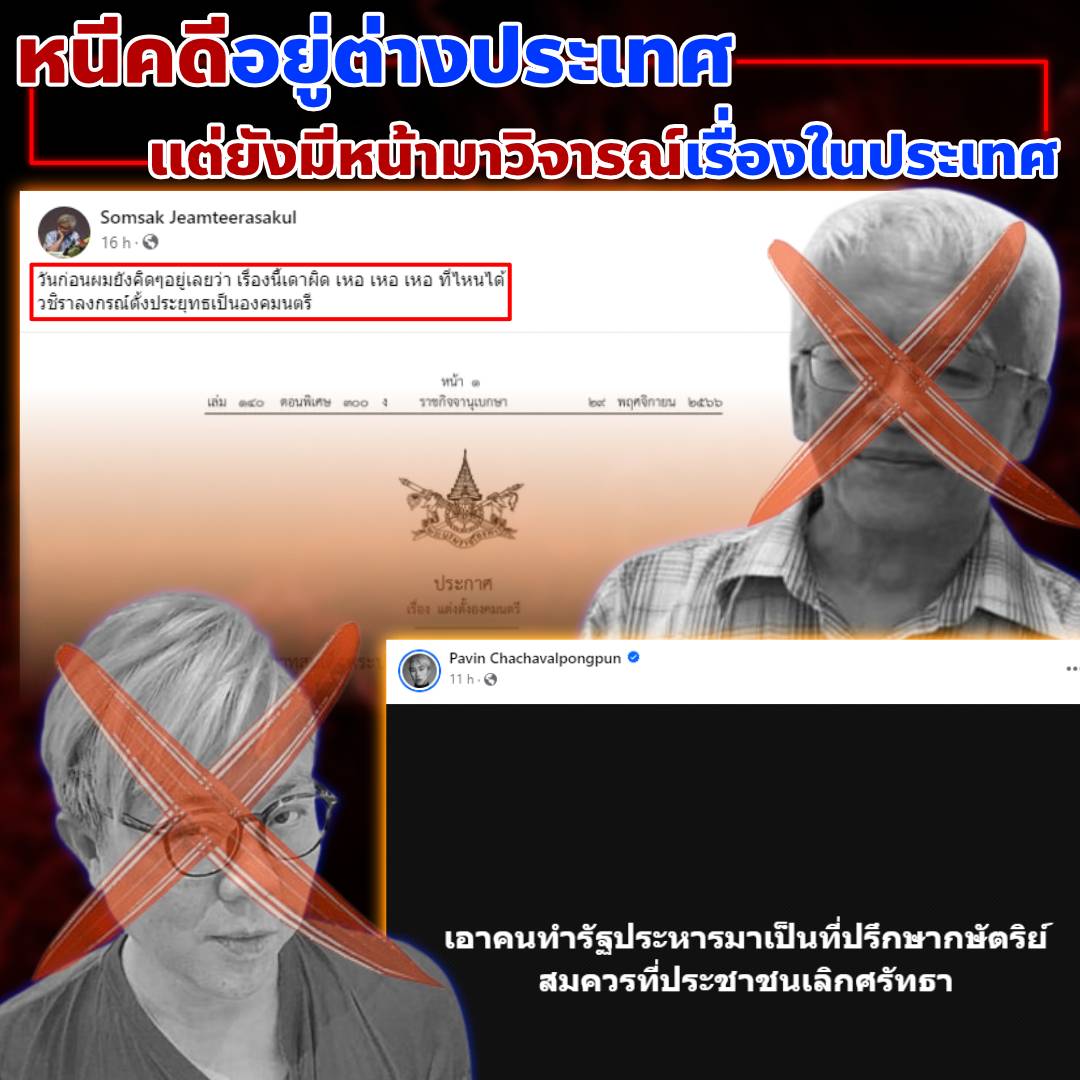 หนีคดีอยู่ต่างประเทศ
แต่ยังมีหน้ามาวิจารณ์เรื่องในประเทศ
Somsak Jeamteerasakul
16 h
วันก่อนผมยังคิดๆอยู่เลยว่า เรื่องนี้เดาผิด เหอ เหอ เหอ ที่ไหนได้
วชิราลงกรณ์ตั้งประยุทธเป็นองคมนตรี
หน้า ๑
เล่ม ๑๔๐ ตอนพิเศษ ๓๐๐ ง ราชกิจจานุเบกษา ๒๙ พฤศจิกายน ๒๕๖๖
ประกาศ
เรื่อง แต่งตั้งองคมนตรี
Pavin Chachavalpongpun
11 h
เอาคนทำรัฐประหารมาเป็นที่ปรึกษากษัตริย์
สมควรที่ประชาชนเลิกศรัทธา